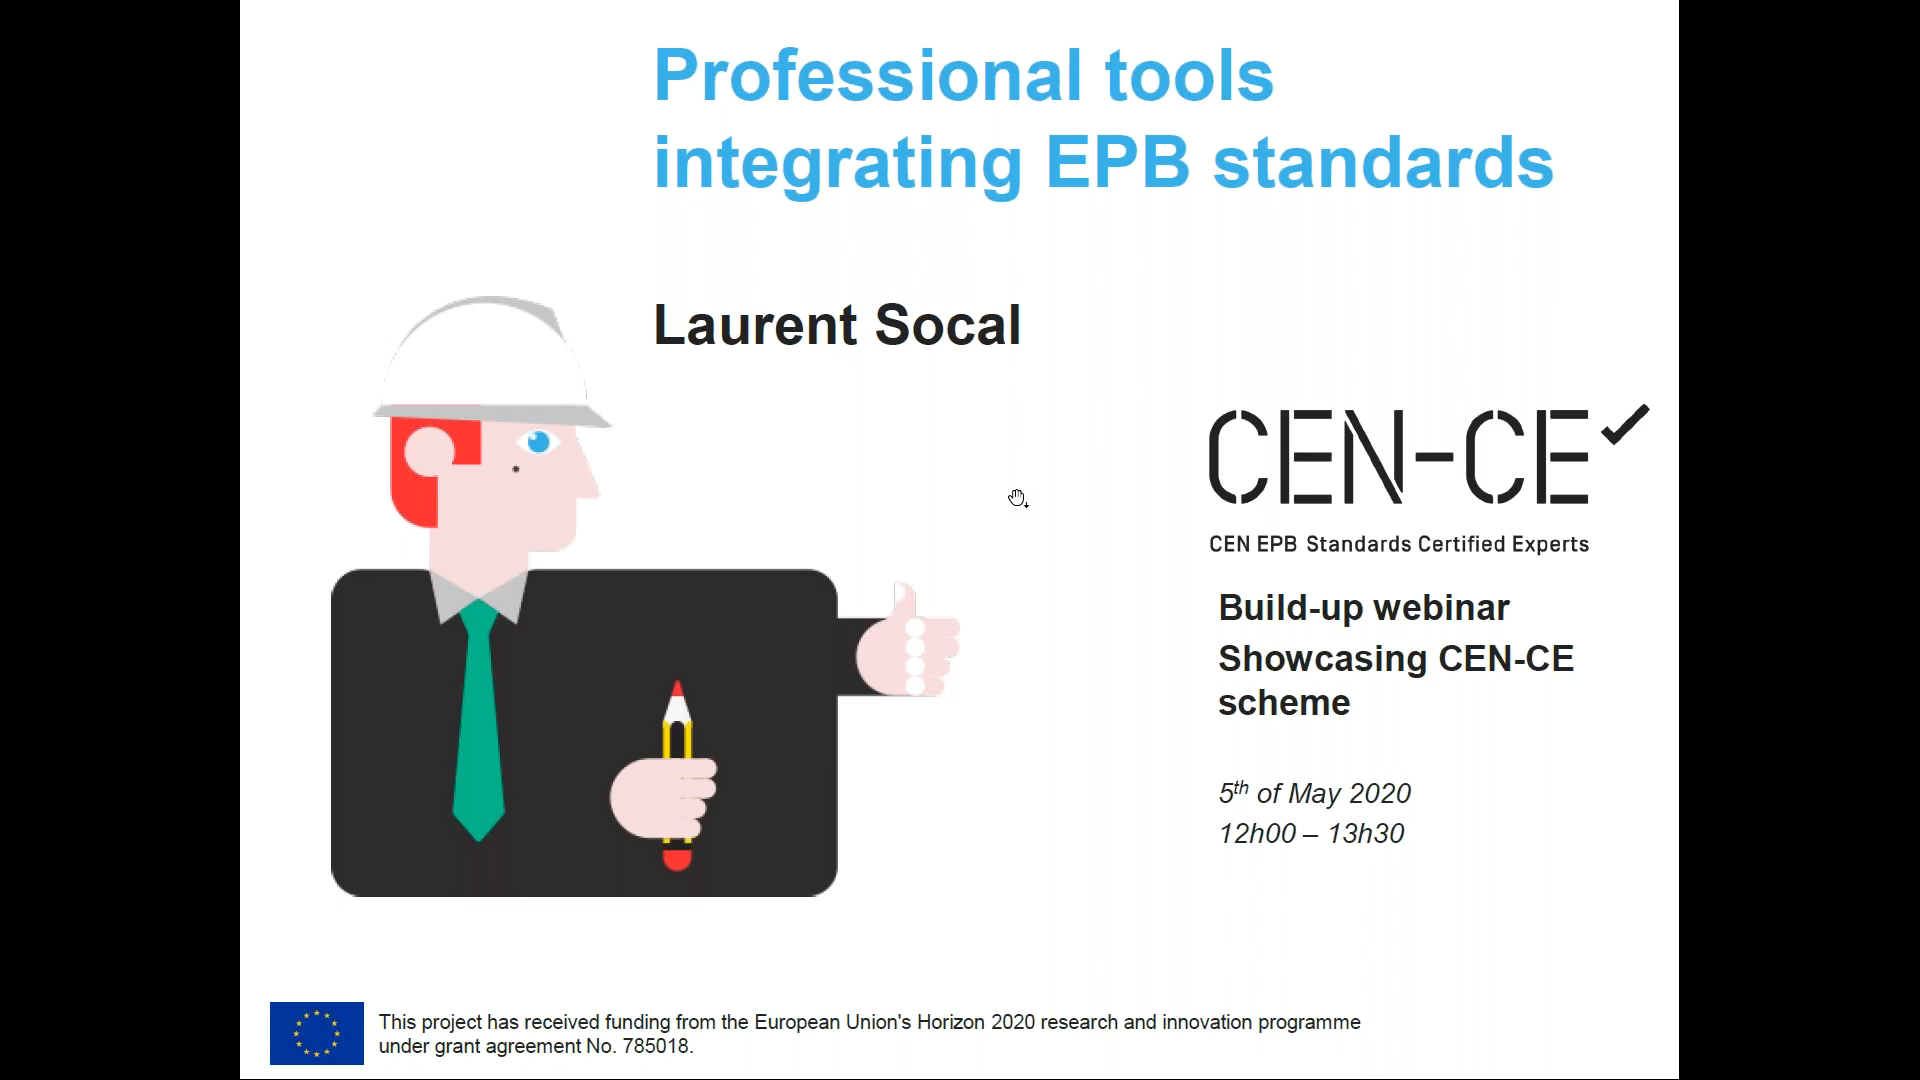 Professional tools
integrating EPB standards
Laurent Socal
CEN-CE
CEN EPB Standards Certified Experts
Build-up webinar
Showcasing CEN-CE
scheme
5th of May 2020
12h00 – 13h30
This project has received funding from the European Union's Horizon 2020 research and innovation programme
under grant agreement No. 785018.